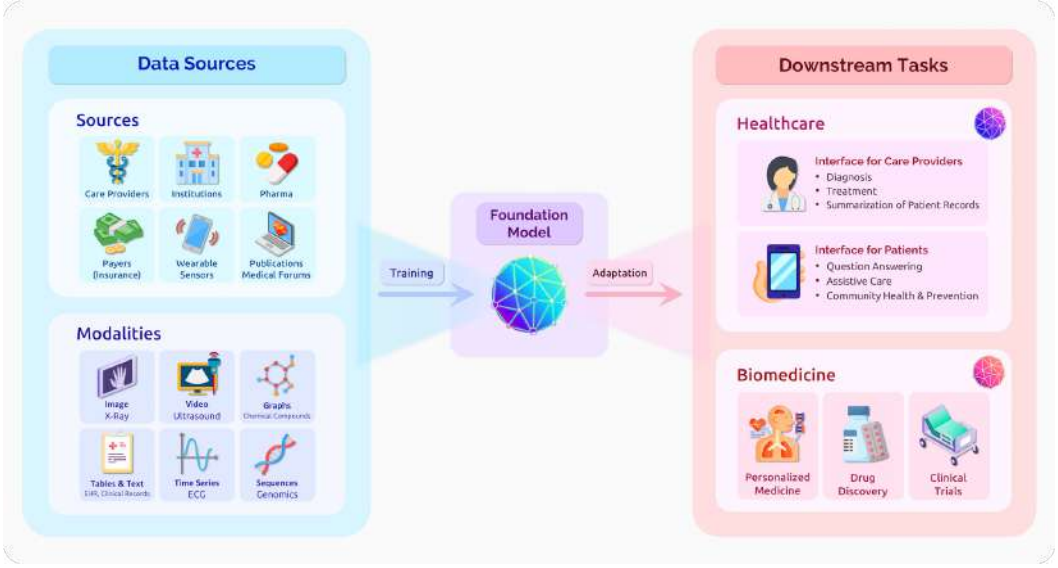 Data Sources
Sources
Care Providers
Institutions
Pharma
Payers
(Insurance)
Wearable
Sensors
Publications
Medical Forums
Modalities
Image
X-Ray
Video
Ultrasound
Graphs
Chemical Compounds
Tables & Text
EHR, Clinical Records
Time Series
ECG
Sequences
Genomics
Training
Foundation
Model
Adaptation
Downstream Tasks
Healthcare
Interface for Care Providers
• Diagnosis
• Treatment
• Summarization of Patient Records
Interface for Patients
• Question Answering
• Assistive Care
• Community Health & Prevention
Biomedicine
Personalized
Medicine
Drug
Discovery
Clinical
Trials